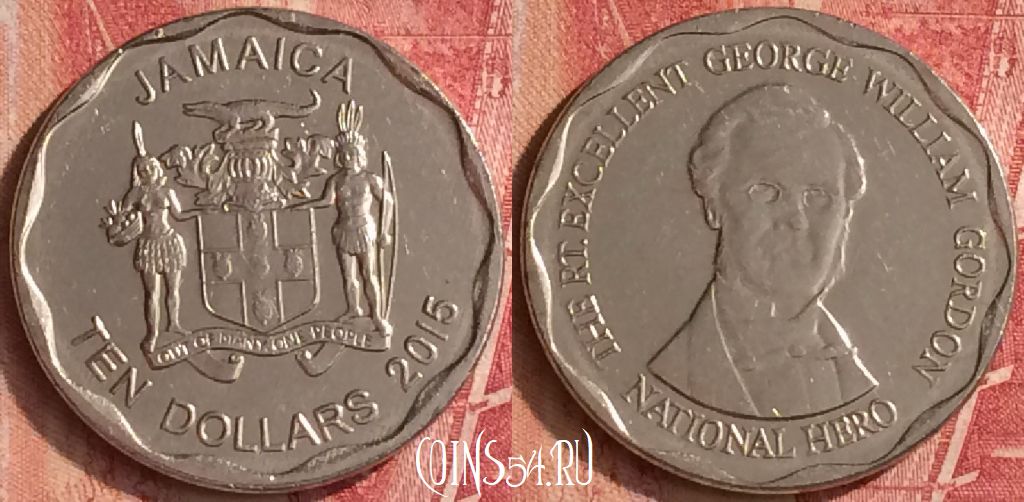 JAMAICA
OUT OF MANY, ONE PEOPLE
TEN DOLLARS 2015
THE RT. EXCELLENT GEORGE WILLIAM GORDON
NATIONAL HERO
COINS54.RU